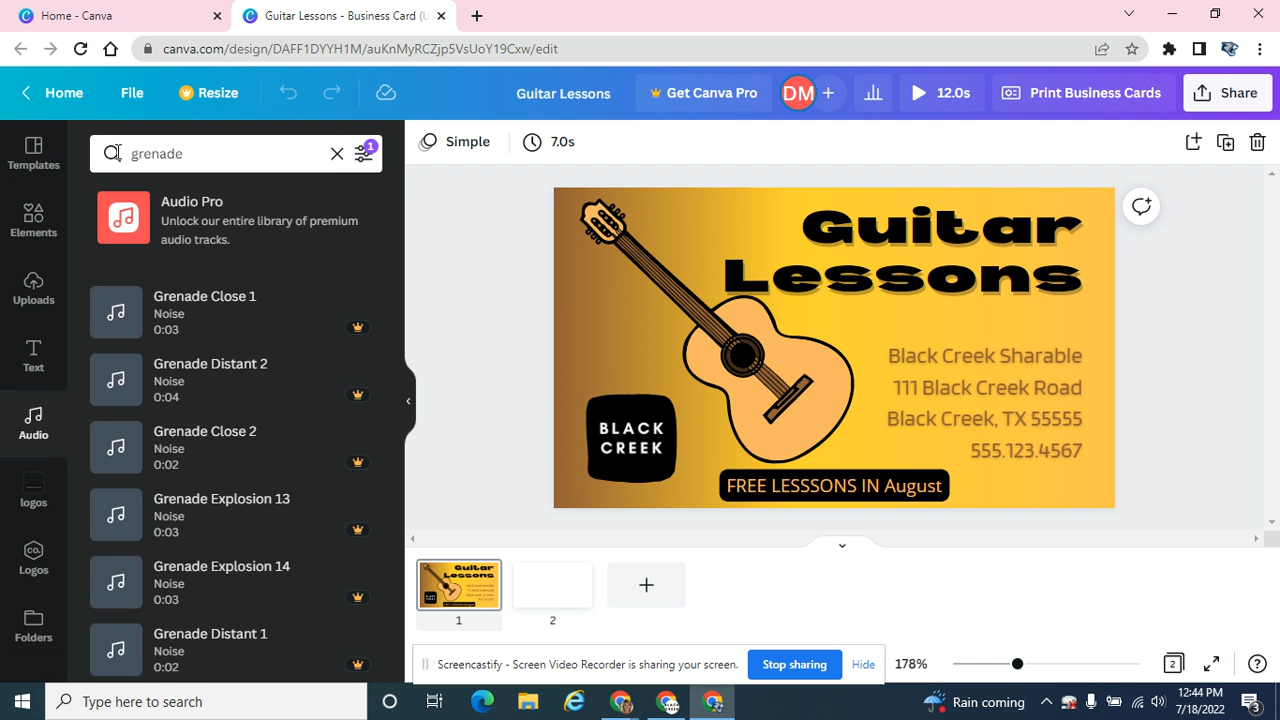 Home - Canva
Guitar Lessons - Business Card (U
canva.com/design/DAFF1DYYH1M/auKnMyRCZjp5VsUoY19Cxw/edit
Home
File
Resize
Guitar Lessons
Get Canva Pro
DM
12.0s
Print Business Cards
Share
Templates
Elements
Uploads
Text
Audio
logos
CO.
Logos
Folders
grenade
1
Audio Pro
Unlock our entire library of premium
audio tracks.
Grenade Close 1
Noise
0:03
Grenade Distant 2
Noise
0:04
Grenade Close 2
Noise
0:02
Grenade Explosion 13
Noise
0:03
Grenade Explosion 14
Noise
0:03
Grenade Distant 1
Noise
0:02
Simple
7.0s
Guitar
Lessons
Black Creek Sharable
111 Black Creek Road
Black Creek, TX 55555
555.123.4567
BLACK
CREEK
FREE LESSSONS IN August
1
2
Screencastify - Screen Video Recorder is sharing your screen.
Stop sharing
Hide
178%
2
Type here to search
Rain coming
12:44 PM
7/18/2022
3